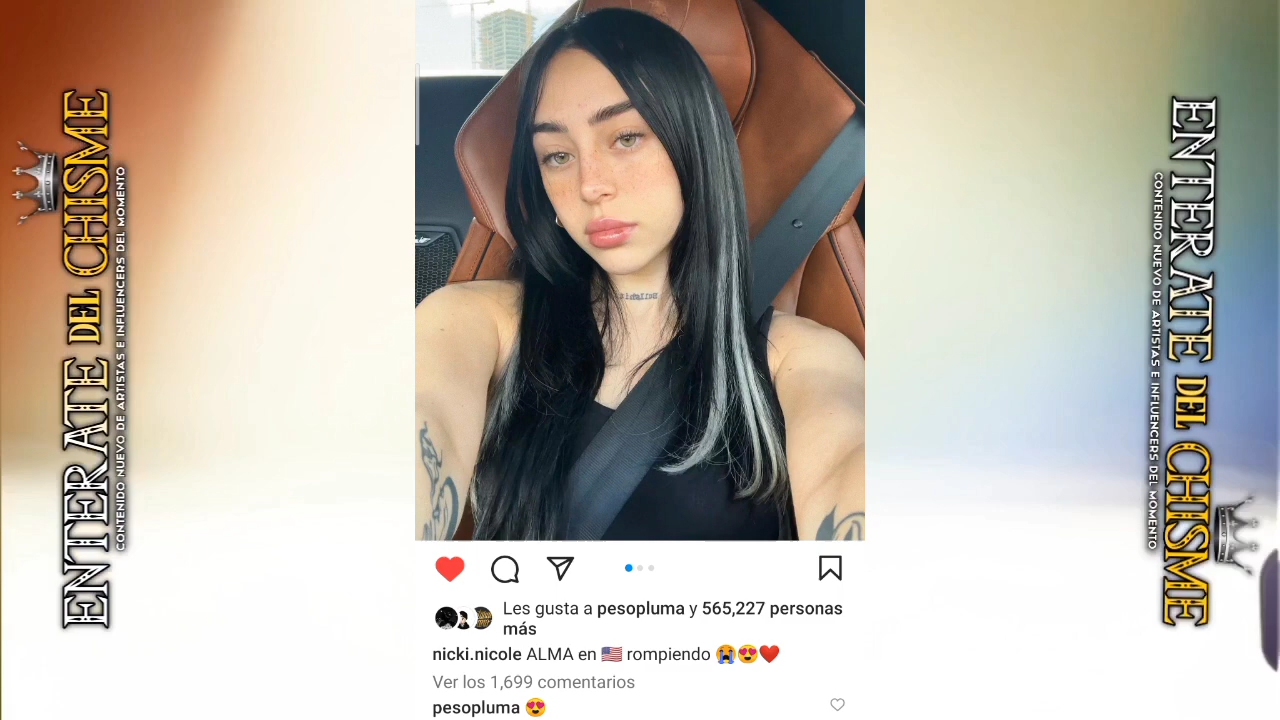 ENTERATE DEL CHISME
CONTENIDO NUEVO DE ARTISTAS E INFLUENCERS DEL MOMENTO
Les gusta a pesopluma y 565,227 personas
más
nicki.nicole ALMA en 🇺🇸 rompiendo 😭😍❤️
Ver los 1,699 comentarios
pesopluma 😍
ENTERATE DEL CHISME
CONTENIDO NUEVO DE ARTISTAS E INFLUENCERS DEL MOMENTO